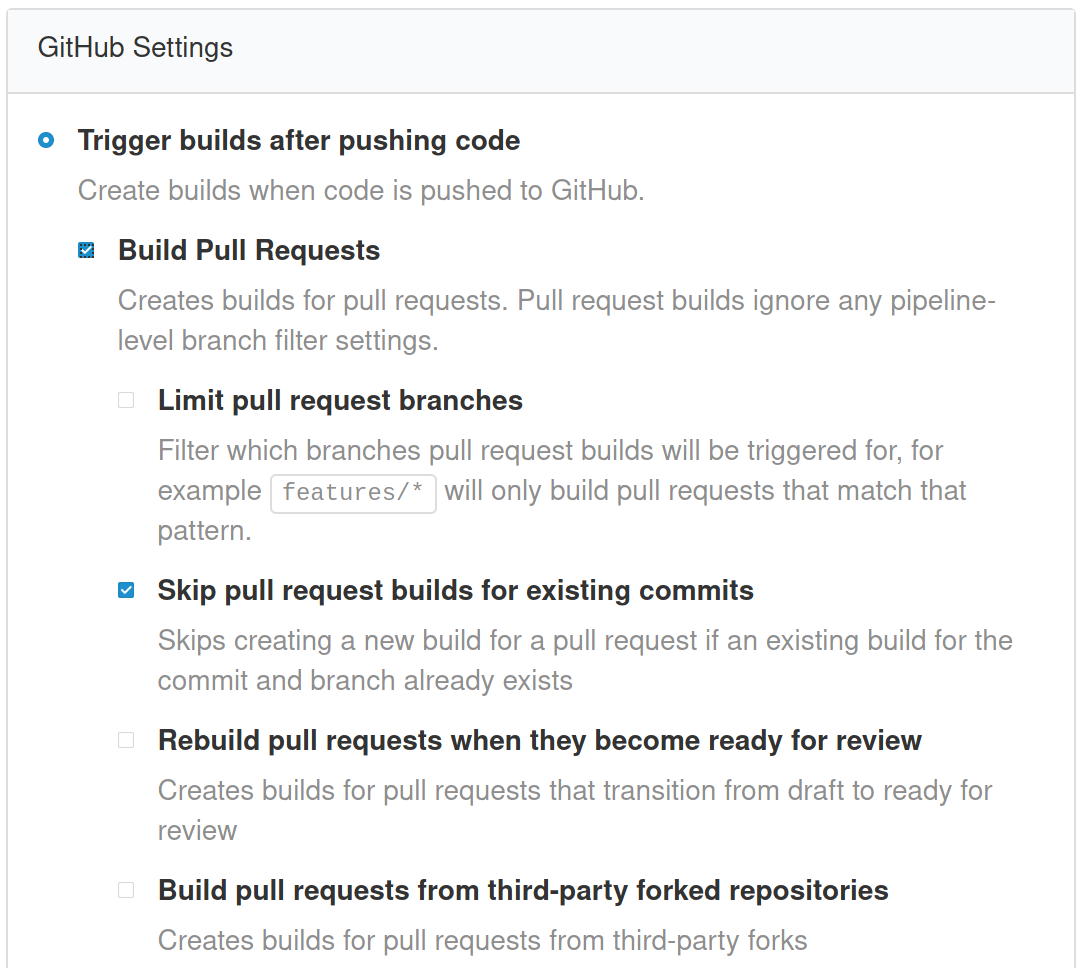 GitHub Settings
Trigger builds after pushing code
Create builds when code is pushed to GitHub.
Build Pull Requests
Creates builds for pull requests. Pull request builds ignore any pipeline-
level branch filter settings.
Limit pull request branches
Filter which branches pull request builds will be triggered for, for
example features/* will only build pull requests that match that
pattern.
Skip pull request builds for existing commits
Skips creating a new build for a pull request if an existing build for the
commit and branch already exists
Rebuild pull requests when they become ready for review
Creates builds for pull requests that transition from draft to ready for
review
Build pull requests from third-party forked repositories
Creates builds for pull requests from third-party forks